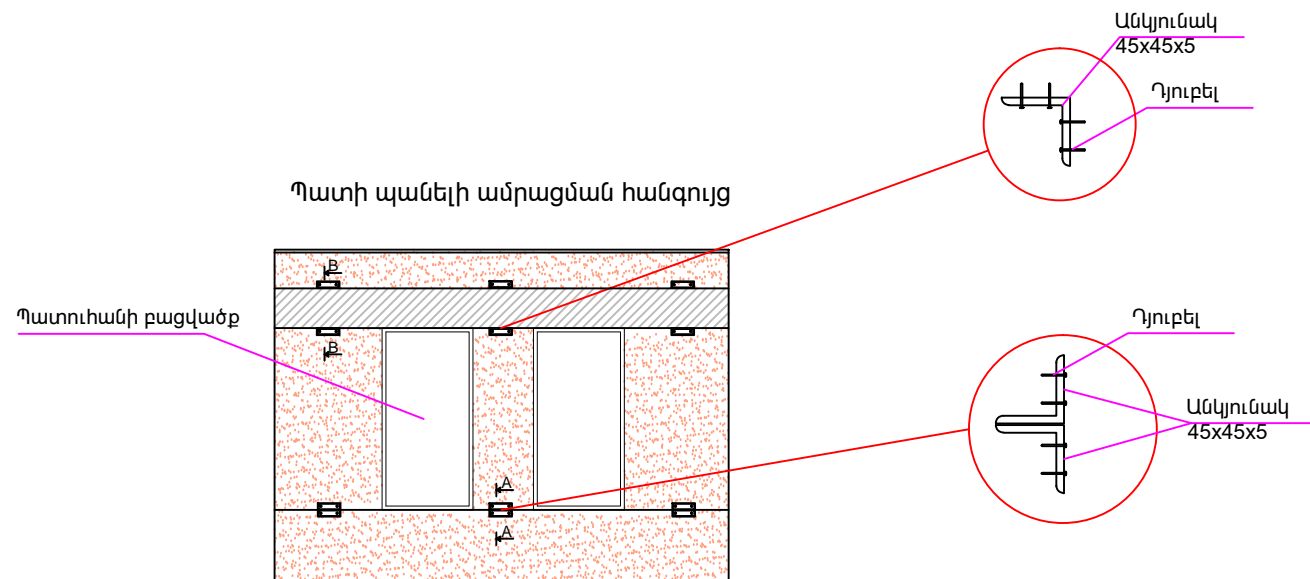 Անկյունակ
45x45x5
Դյուբել
Պատի պանելի ամրացման հանգույց
B
Պատուհանի բացվածք
B
Դյուբել
Անկյունակ
45x45x5
A
A